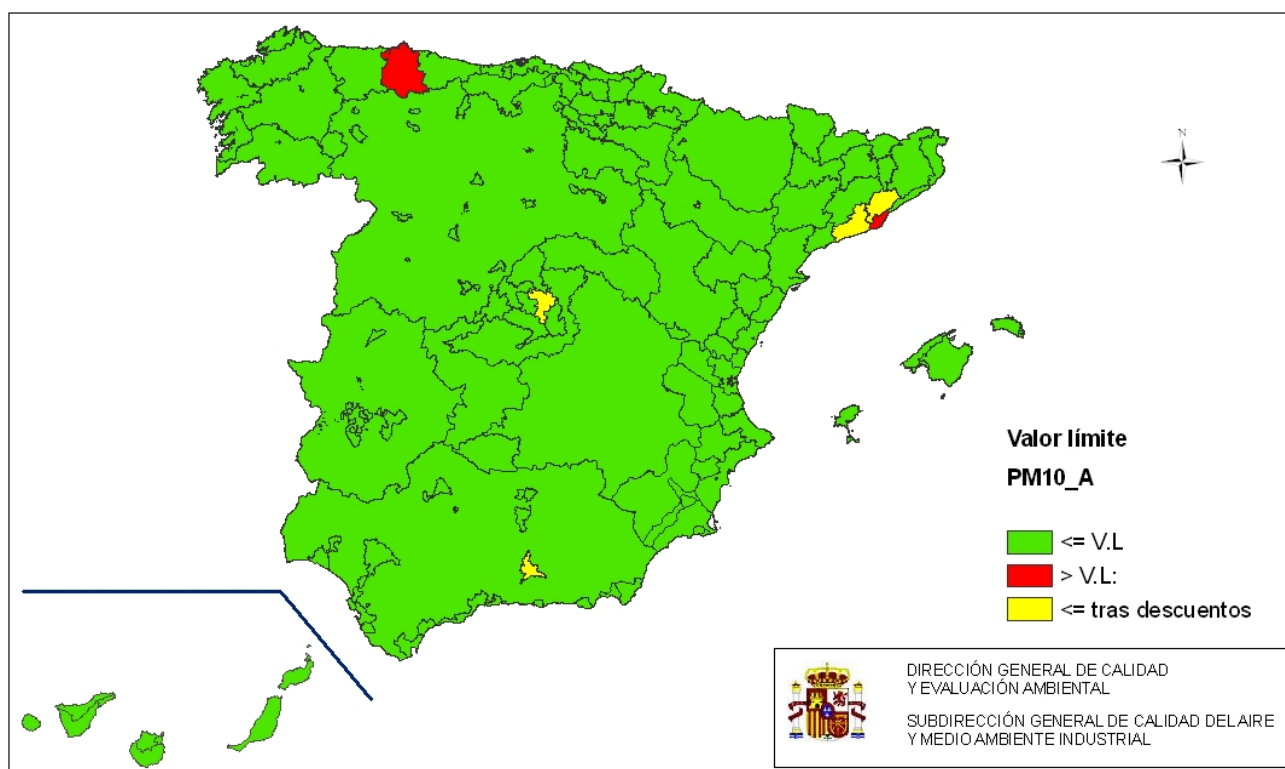 N
Valor límite
PM10_A
<= V.L
> V.L:
<= tras descuentos
DIRECCIÓN GENERAL DE CALIDAD
Y EVALUACIÓN AMBIENTAL
SUBDIRECCIÓN GENERAL DE CALIDAD DEL AIRE
Y MEDIO AMBIENTE INDUSTRIAL